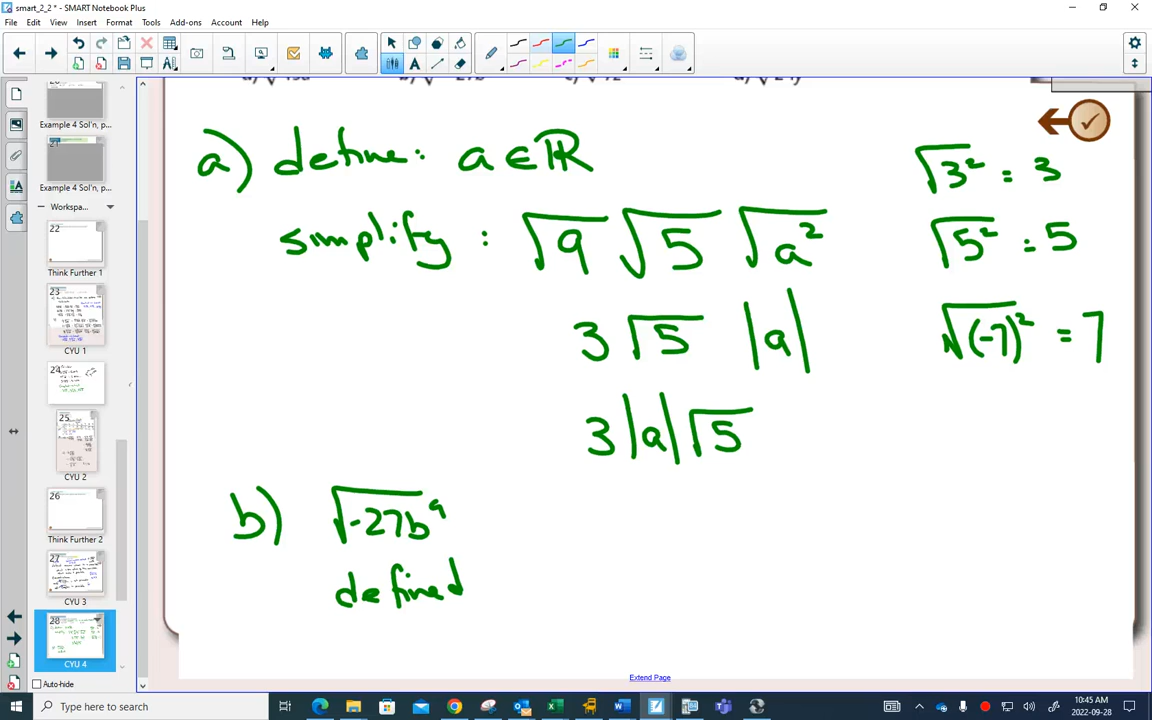 smart_2_2 * - SMART Notebook Plus
File Edit View Insert Format Tools Add-ons Account Help
a) define: a ∈ ℝ
√3² = 3
simplify : √9 √5 √a²
√5² = 5
3 √5 |a|
√(-7)² = 7
3|a|√5
b) √-27b⁹
defined
Extend Page
Example 4 Sol'n, p...
21
Example 4 Sol'n, p...
Workspa...
22
Think Further 1
23
CYU 1
24
25
CYU 2
26
Think Further 2
27
CYU 3
28
CYU 4
Auto-hide
Type here to search
10:45 AM
2022-09-28